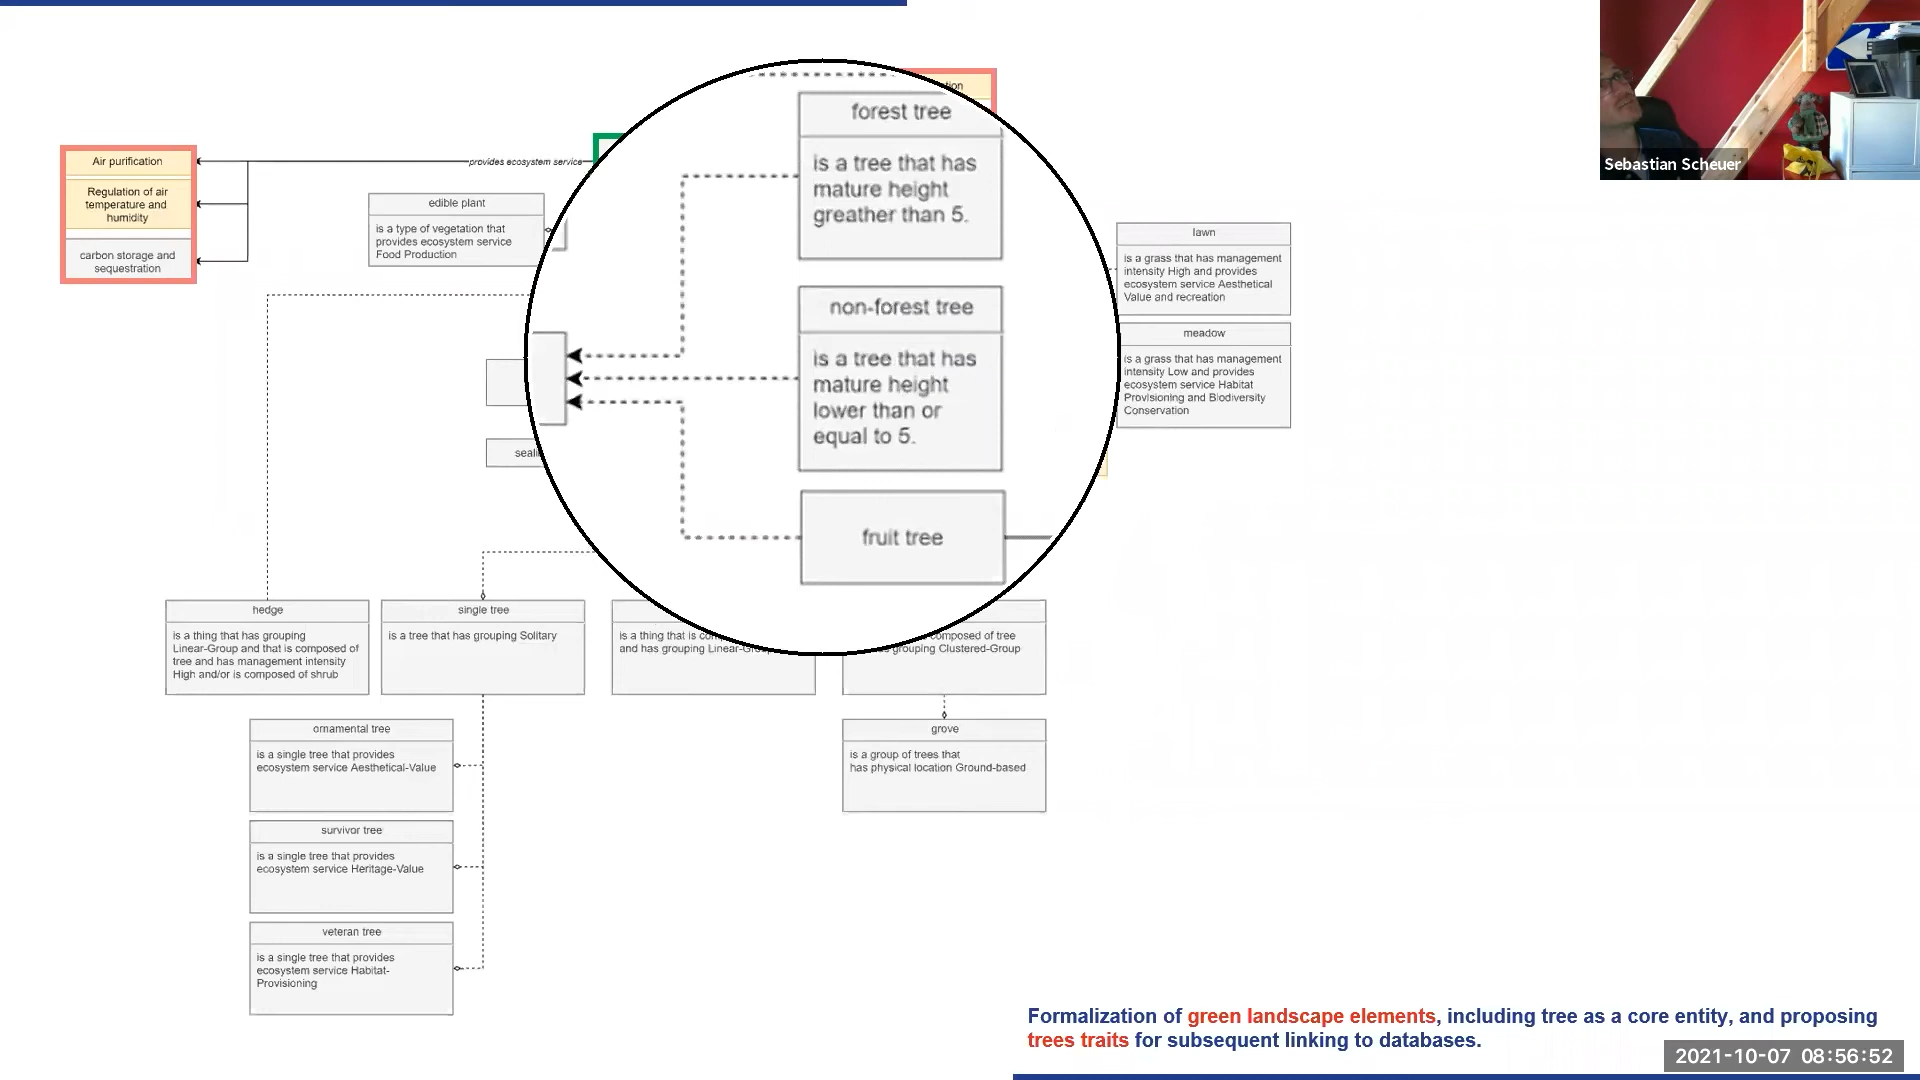 Sebastian Scheuer
Air purification
Regulation of air
temperature and
humidity
carbon storage and
sequestration
provides ecosystem service
edible plant
is a type of vegetation that
provides ecosystem service
Food Production
forest tree
is a tree that has
mature height
greather than 5.
non-forest tree
is a tree that has
mature height
lower than or
equal to 5.
fruit tree
lawn
is a grass that has management
intensity High and provides
ecosystem service Aesthetical
Value and recreation
meadow
is a grass that has management
intensity Low and provides
ecosystem service Habitat
Provisioning and Biodiversity
Conservation
hedge
is a thing that has grouping
Linear-Group and that is composed of
tree and has management intensity
High and/or is composed of shrub
single tree
is a tree that has grouping Solitary
is a thing that is
and has grouping
composed of tree
grouping Clustered-Group
ornamental tree
is a single tree that provides
ecosystem service Aesthetical-Value
grove
is a group of trees that
has physical location Ground-based
survivor tree
is a single tree that provides
ecosystem service Heritage-Value
veteran tree
is a single tree that provides
ecosystem service Habitat-
Provisioning
Formalization of green landscape elements, including tree as a core entity, and proposing
trees traits for subsequent linking to databases.
2021-10-07 08:56:52